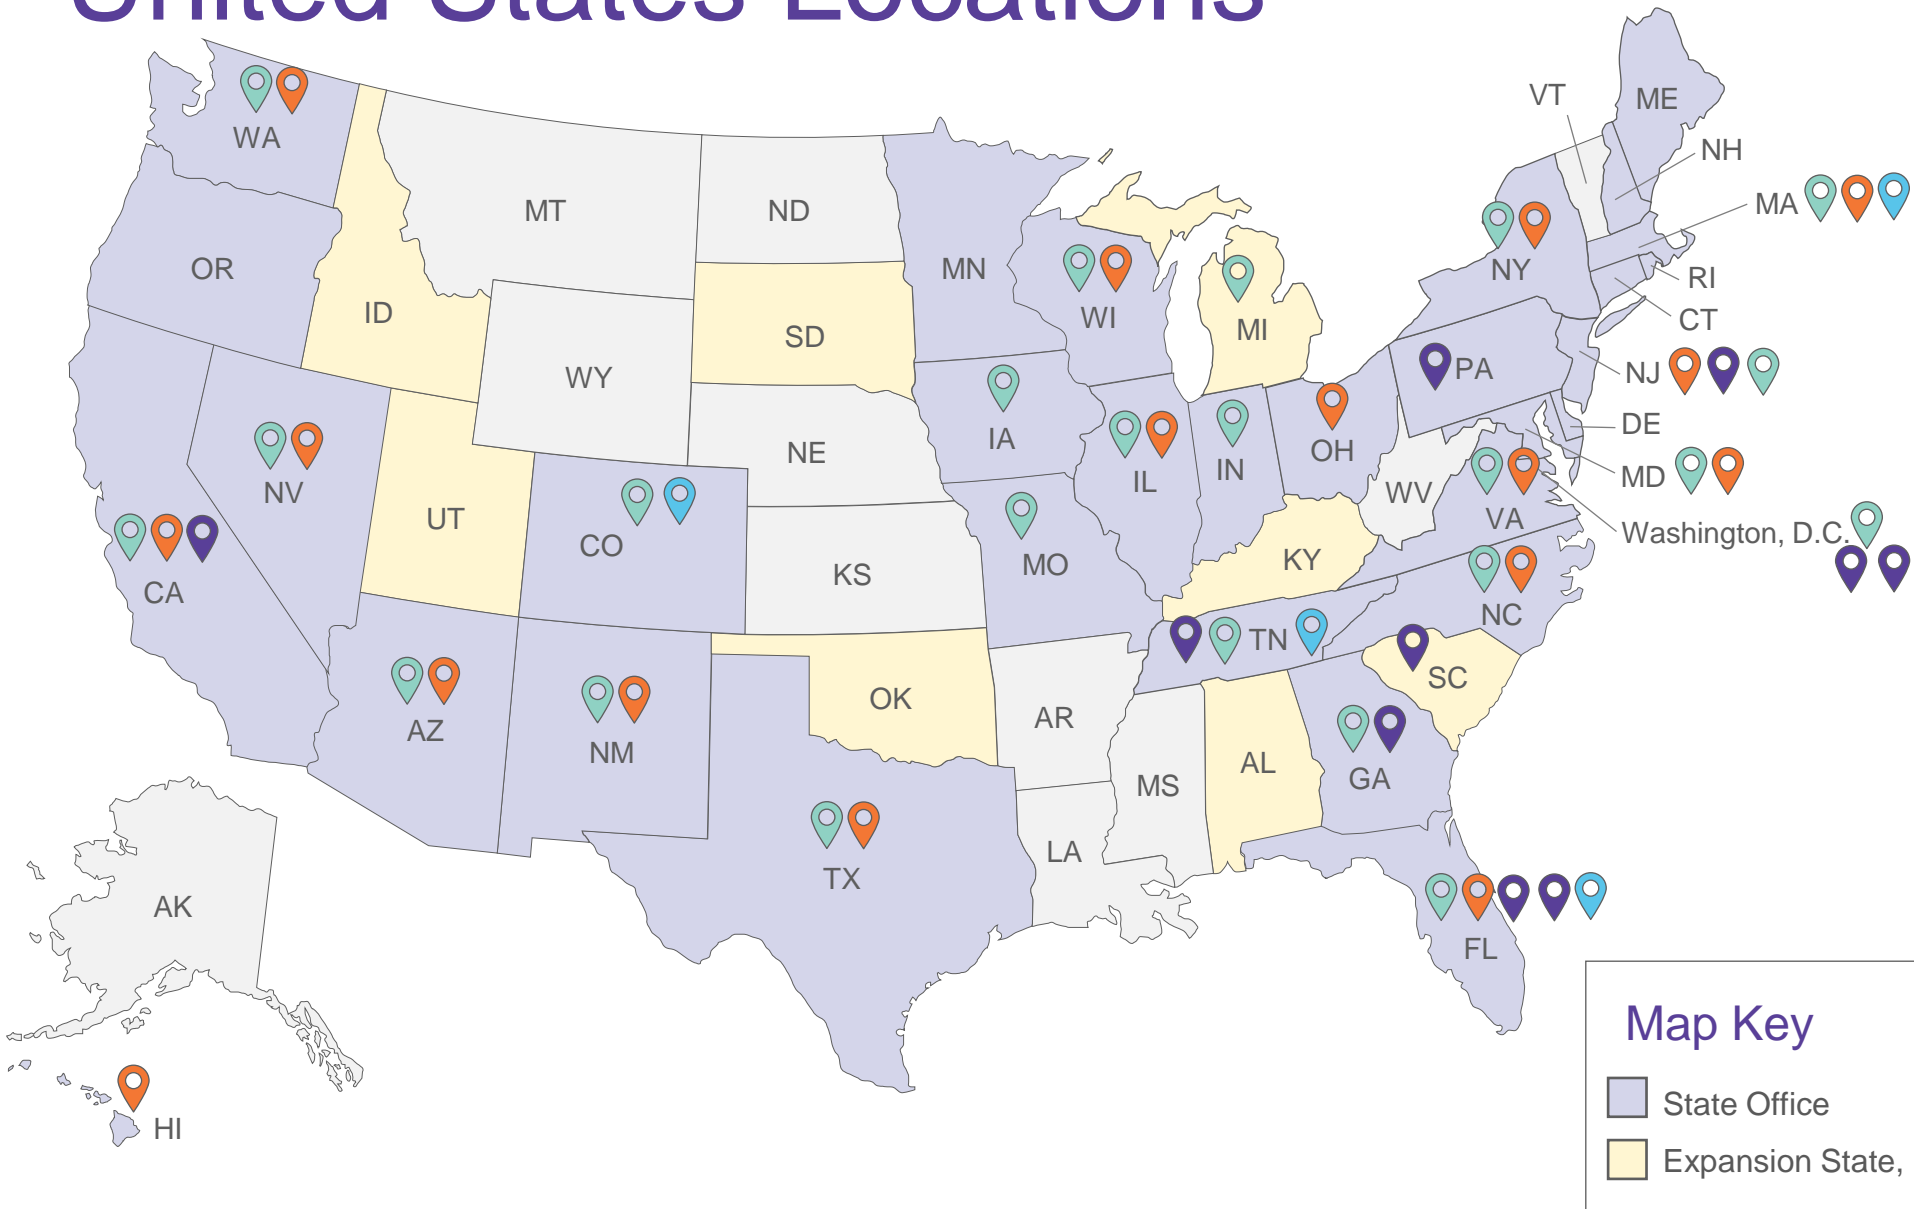 United States Locations
WA
MT
ND
MN
VT
ME
NH
MA
OR
ID
SD
WI
MI
NY
RI
CT
WY
NJ
PA
IA
NE
IL
IN
OH
DE
MD
NV
UT
CO
WV
VA
Washington, D.C.
CA
KS
MO
KY
NC
TN
SC
AZ
NM
OK
AR
AL
GA
MS
TX
LA
AK
FL
HI
Map Key
State Office
Expansion State,